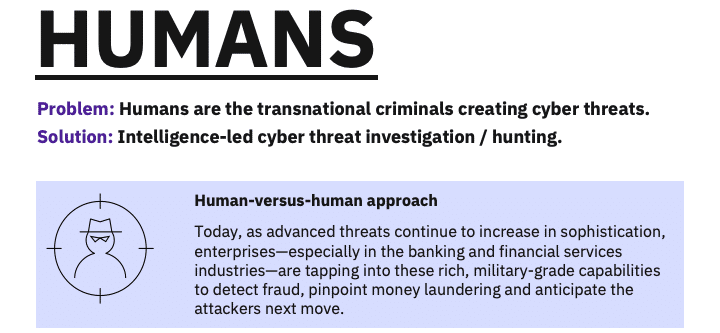 HUMANS
Problem: Humans are the transnational criminals creating cyber threats.
Solution: Intelligence-led cyber threat investigation / hunting.
Human-versus-human approach
Today, as advanced threats continue to increase in sophistication,
enterprises—especially in the banking and financial services
industries—are tapping into these rich, military-grade capabilities
to detect fraud, pinpoint money laundering and anticipate the
attackers next move.